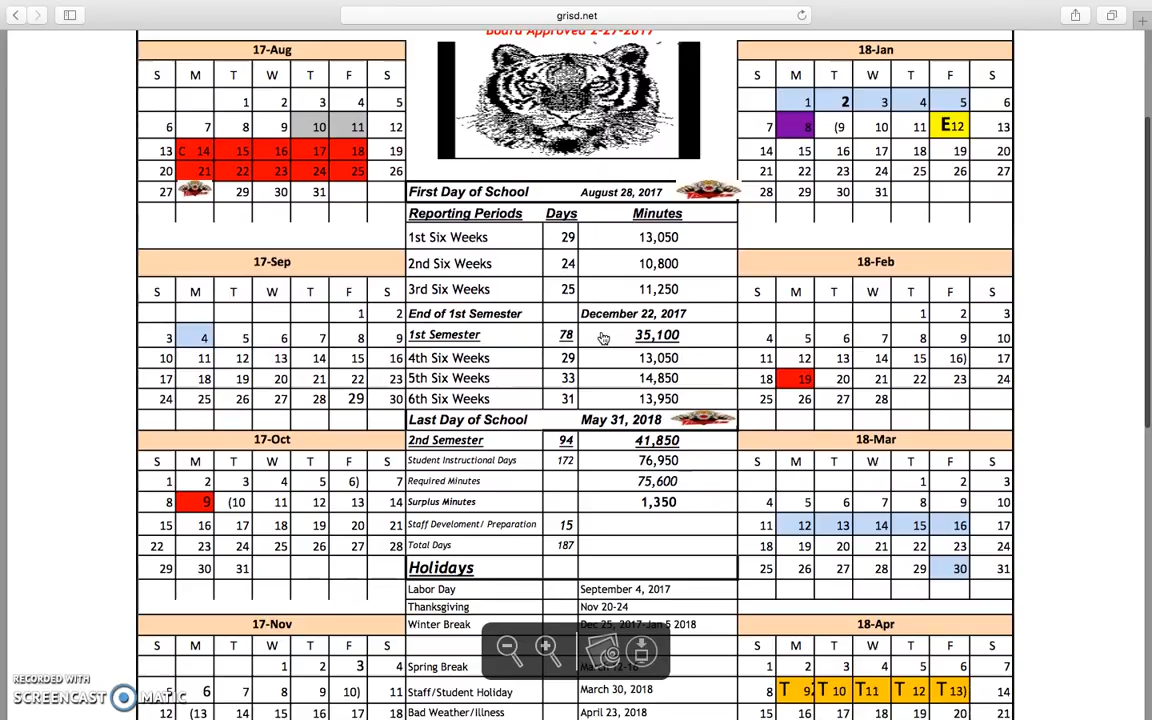 grisd.net
Board Approved 2-27-2017
17-Aug
S M T W T F S
1 2 3 4 5
6 7 8 9 10 11 12
13 C 14 15 16 17 18 19
20 21 22 23 24 25 26
27 29 30 31
17-Sep
S M T W T F S
1 2
3 4 5 6 7 8 9
10 11 12 13 14 15 16
17 18 19 20 21 22 23
24 25 26 27 28 29 30
17-Oct
S M T W T F S
1 2 3 4 5 6) 7
8 9 (10 11 12 13 14
15 16 17 18 19 20 21
22 23 24 25 26 27 28
29 30 31
17-Nov
S M T W T F S
1 2 3 4
5 6 7 8 9 10) 11
12 (13 14 15 16 17 18
First Day of School August 28, 2017
Reporting Periods Days Minutes
1st Six Weeks 29 13,050
2nd Six Weeks 24 10,800
3rd Six Weeks 25 11,250
End of 1st Semester December 22, 2017
1st Semester 78 35,100
4th Six Weeks 29 13,050
5th Six Weeks 33 14,850
6th Six Weeks 31 13,950
Last Day of School May 31, 2018
2nd Semester 94 41,850
Student Instructional Days 172 76,950
Required Minutes 75,600
Surplus Minutes 1,350
Staff Develoment/ Preparation 15
Total Days 187
Holidays
Labor Day September 4, 2017
Thanksgiving Nov 20-24
Winter Break Dec 25, 2017-Jan 5 2018
Spring Break March 12-16
Staff/Student Holiday March 30, 2018
Bad Weather/Illness April 23, 2018
18-Jan
S M T W T F S
1 2 3 4 5 6
7 8 (9 10 11 E12 13
14 15 16 17 18 19 20
21 22 23 24 25 26 27
28 29 30 31
18-Feb
S M T W T F S
1 2 3
4 5 6 7 8 9 10
11 12 13 14 15 16) 17
18 19 20 21 22 23 24
25 26 27 28
18-Mar
S M T W T F S
1 2 3
4 5 6 7 8 9 10
11 12 13 14 15 16 17
18 19 20 21 22 23 24
25 26 27 28 29 30 31
18-Apr
S M T W T F S
1 2 3 4 5 6 7
8 T 9 T 10 T11 T 12 T 13) 14
15 16 17 18 19 20 21
RECORDED WITH
SCREENCAST MATIC